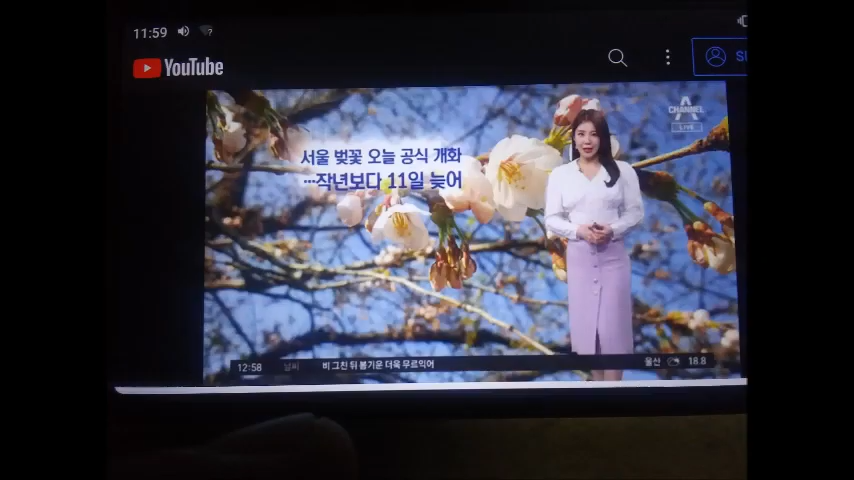 11:59
YouTube
CHANNEL A
LIVE
서울 벚꽃 오늘 공식 개화
…작년보다 11일 늦어
12:58 날씨 비 그친 뒤 봄기운 더욱 무르익어 울산 18.8